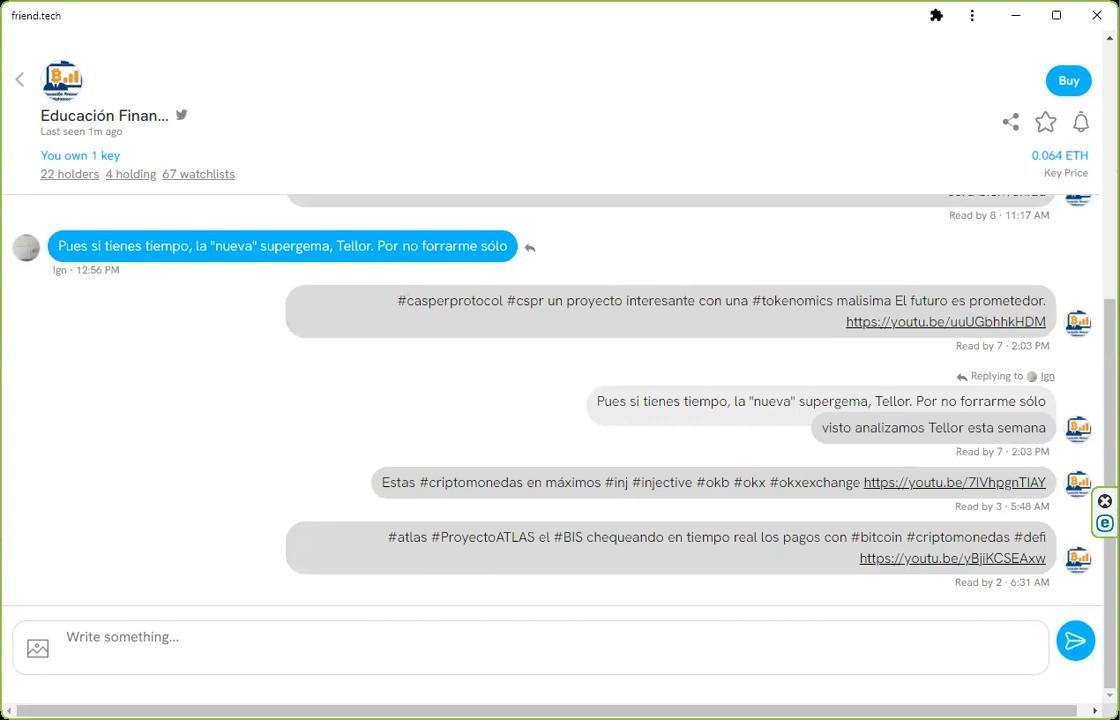 friend.tech
Buy
Educación Finan...
Last seen 1m ago
You own 1 key
0.064 ETH
22 holders 4 holding 67 watchlists
Key Price
Read by 8 · 11:17 AM
Pues si tienes tiempo, la "nueva" supergema, Tellor. Por no forrarme sólo
Ign · 12:56 PM
#casperprotocol #cspr un proyecto interesante con una #tokenomics malisima El futuro es prometedor.
https://youtu.be/uuUGbhhkHDM
Read by 7 · 2:03 PM
Replying to Ign
Pues si tienes tiempo, la "nueva" supergema, Tellor. Por no forrarme sólo
visto analizamos Tellor esta semana
Read by 7 · 2:03 PM
Estas #criptomonedas en máximos #inj #injective #okb #okx #okxexchange https://youtu.be/7lVhpgnTIAY
Read by 3 · 5:48 AM
#atlas #ProyectoATLAS el #BIS chequeando en tiempo real los pagos con #bitcoin #criptomonedas #defi
https://youtu.be/yBjiKCSEAxw
Read by 2 · 6:31 AM
Write something...